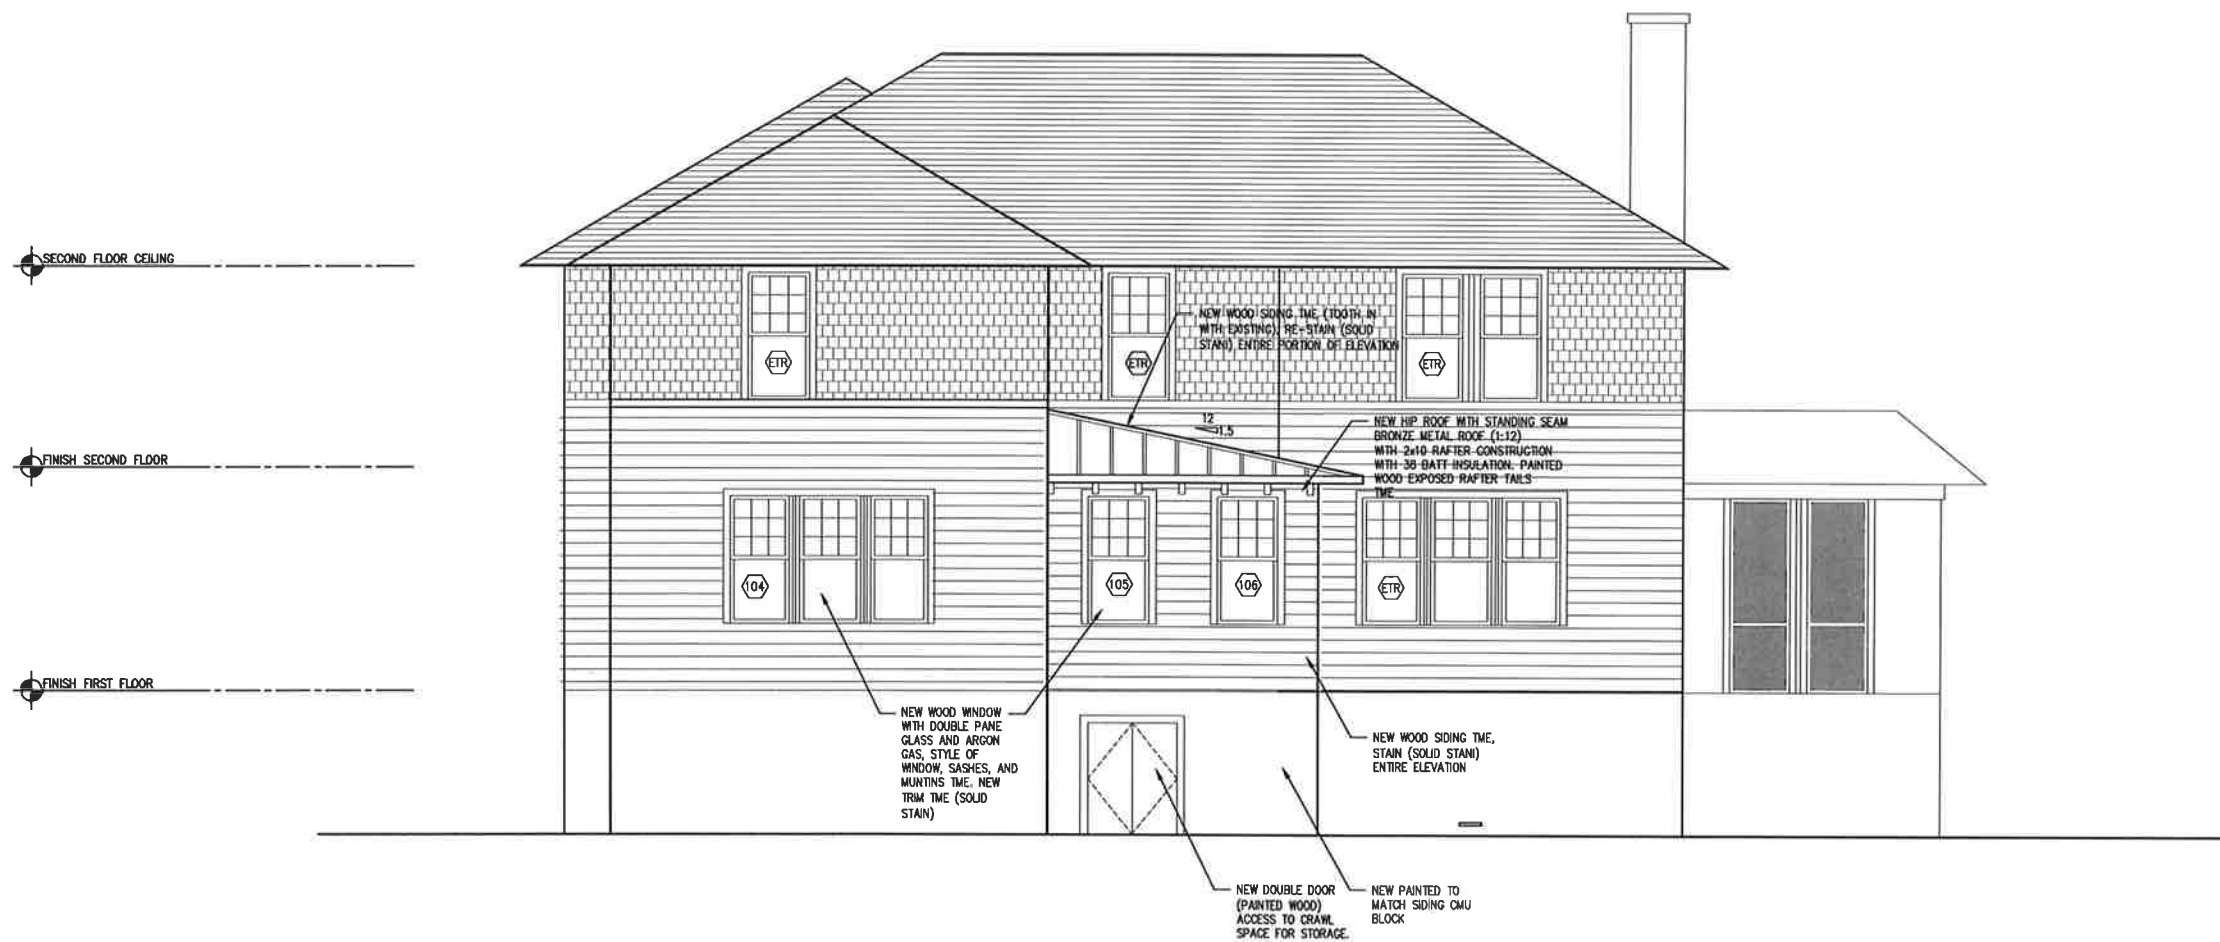 SECOND FLOOR CEILING
ETR
ETR
ETR
NEW WOOD SIDING TME (TOOTH IN
WITH EXISTING), RE-STAIN (SOLID
STANI) ENTIRE PORTION OF ELEVATION
12
1.5
NEW HIP ROOF WITH STANDING SEAM
BRONZE METAL ROOF (1:12)
WITH 2x10 RAFTER CONSTRUCTION
WITH 38 BATT INSULATION. PAINTED
WOOD EXPOSED RAFTER TAILS
TME
FINISH SECOND FLOOR
104
105
106
ETR
FINISH FIRST FLOOR
NEW WOOD WINDOW
WITH DOUBLE PANE
GLASS AND ARGON
GAS, STYLE OF
WINDOW, SASHES, AND
MUNTINS TME. NEW
TRIM TME (SOLID
STAIN)
NEW WOOD SIDING TME,
STAIN (SOLID STANI)
ENTIRE ELEVATION
NEW DOUBLE DOOR
(PAINTED WOOD)
ACCESS TO CRAWL
SPACE FOR STORAGE.
NEW PAINTED TO
MATCH SIDING CMU
BLOCK